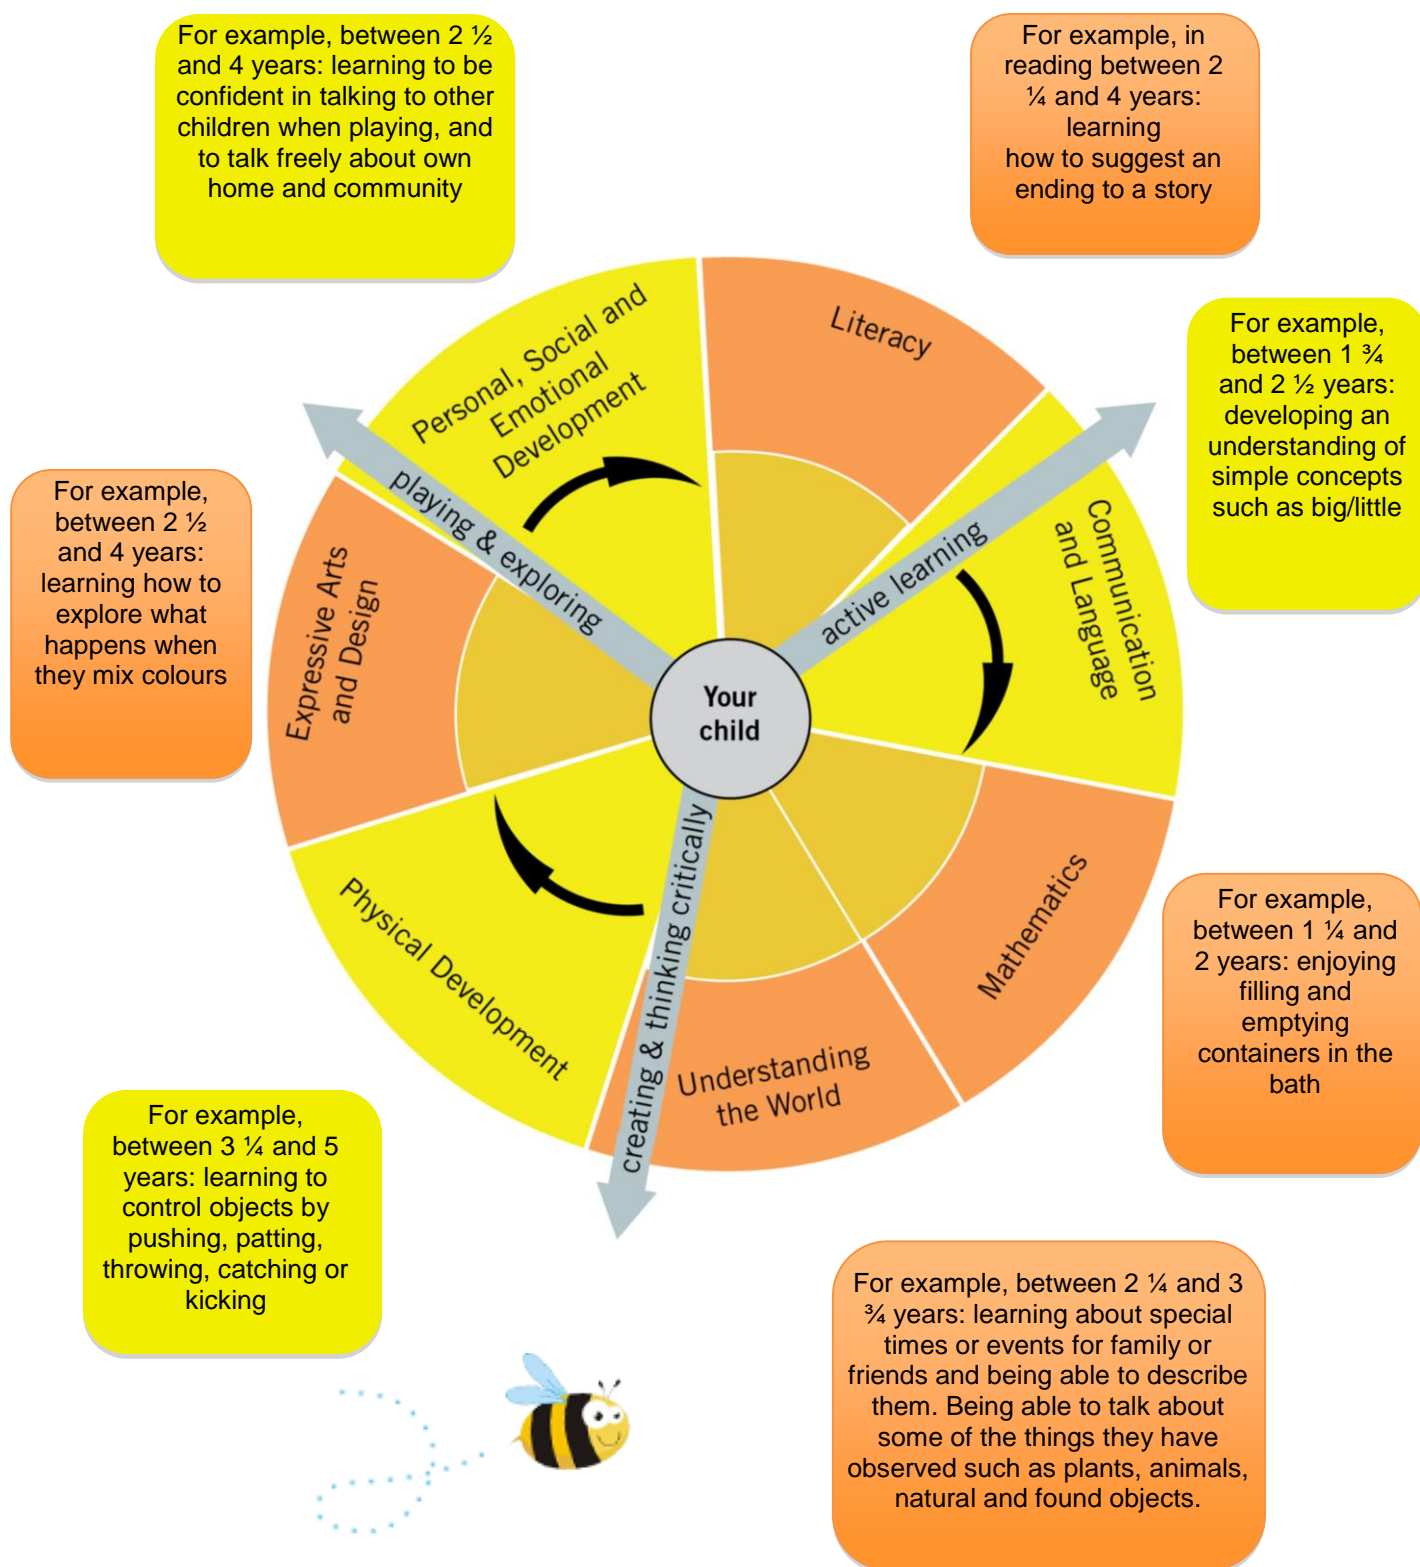 For example, between 2 ½
and 4 years: learning to be
confident in talking to other
children when playing, and
to talk freely about own
home and community
For example, in
reading between 2
¼ and 4 years:
learning
how to suggest an
ending to a story
For example,
between 1 ¾
and 2 ½ years:
developing an
understanding of
simple concepts
such as big/little
For example,
between 2 ½
and 4 years:
learning how to
explore what
happens when
they mix colours
Personal, Social and
Emotional
Development
Literacy
playing & exploring
active learning
Communication
and Language
Expressive Arts
and Design
Your
child
creating & thinking critically
Physical Development
Mathematics
Understanding
the World
For example,
between 1 ¼ and
2 years: enjoying
filling and
emptying
containers in the
bath
For example,
between 3 ¼ and 5
years: learning to
control objects by
pushing, patting,
throwing, catching or
kicking
For example, between 2 ¼ and 3
¾ years: learning about special
times or events for family or
friends and being able to describe
them. Being able to talk about
some of the things they have
observed such as plants, animals,
natural and found objects.